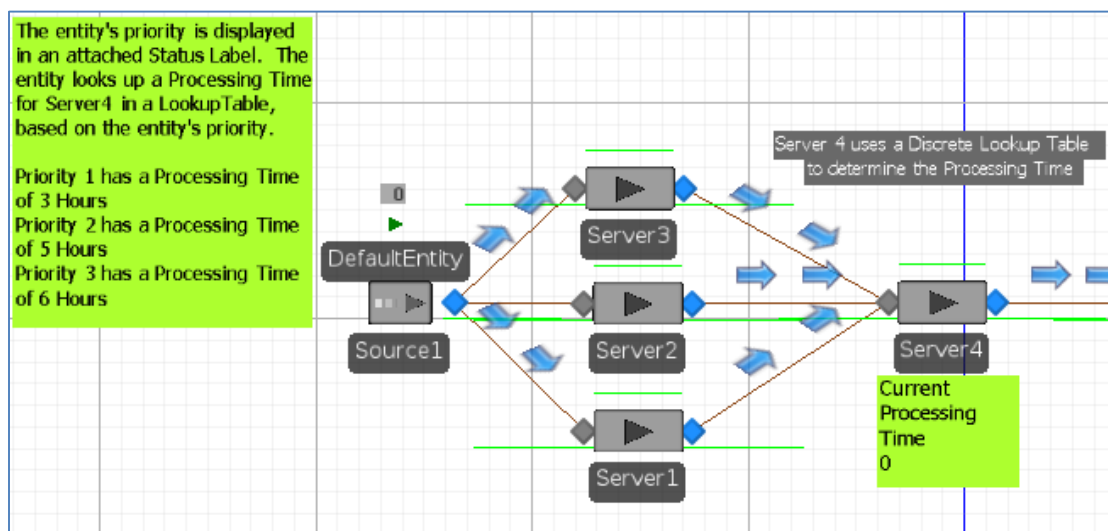 The entity's priority is displayed
in an attached Status Label.  The
entity looks up a Processing Time
for Server4 in a LookupTable,
based on the entity's priority.
Priority 1 has a Processing Time
of 3 Hours
Priority 2 has a Processing Time
of 5 Hours
Priority 3 has a Processing Time
of 6 Hours
0
DefaultEntity
Source1
Server3
Server2
Server1
Server 4 uses a Discrete Lookup Table
to determine the Processing Time
Server4
Current
Processing
Time
0